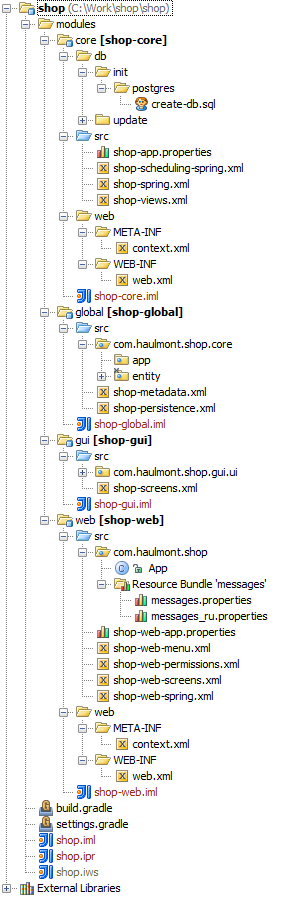 shop (C:\Work\shop\shop)
modules
core [shop-core]
db
init
postgres
create-db.sql
update
src
shop-app.properties
shop-scheduling-spring.xml
shop-spring.xml
shop-views.xml
web
META-INF
context.xml
WEB-INF
web.xml
shop-core.iml
global [shop-global]
src
com.haulmont.shop.core
app
entity
shop-metadata.xml
shop-persistence.xml
shop-global.iml
gui [shop-gui]
src
com.haulmont.shop.gui.ui
shop-screens.xml
shop-gui.iml
web [shop-web]
src
com.haulmont.shop
App
Resource Bundle 'messages'
messages.properties
messages_ru.properties
shop-web-app.properties
shop-web-menu.xml
shop-web-permissions.xml
shop-web-screens.xml
shop-web-spring.xml
web
META-INF
context.xml
WEB-INF
web.xml
shop-web.iml
build.gradle
settings.gradle
shop.iml
shop.ipr
shop.iws
External Libraries